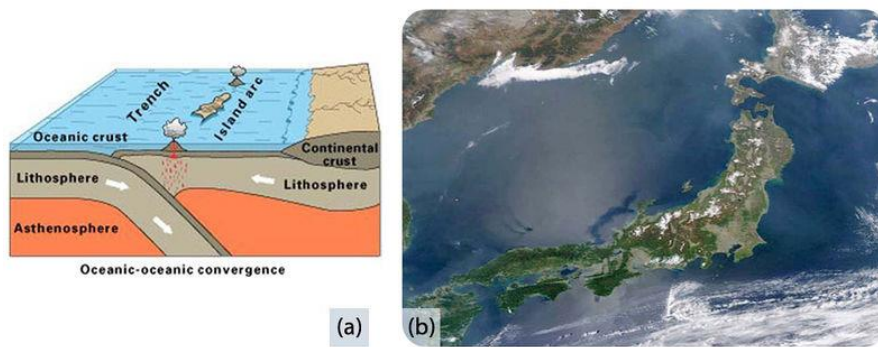 Trench
Island arc
Oceanic crust
Continental
crust
Lithosphere
Lithosphere
Asthenosphere
Oceanic-oceanic convergence
(a)
(b)